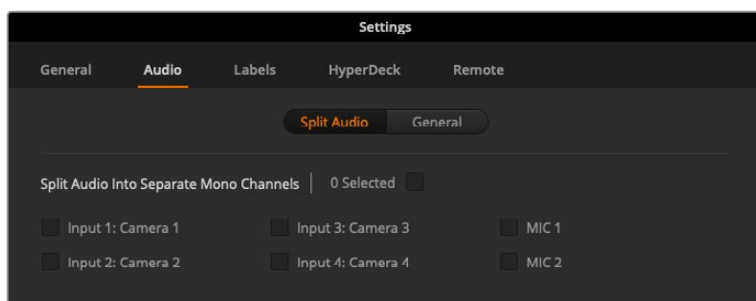 Settings
General Audio Labels HyperDeck Remote
Split Audio General
Split Audio Into Separate Mono Channels 0 Selected
Input 1: Camera 1 Input 3: Camera 3 MIC 1
Input 2: Camera 2 Input 4: Camera 4 MIC 2